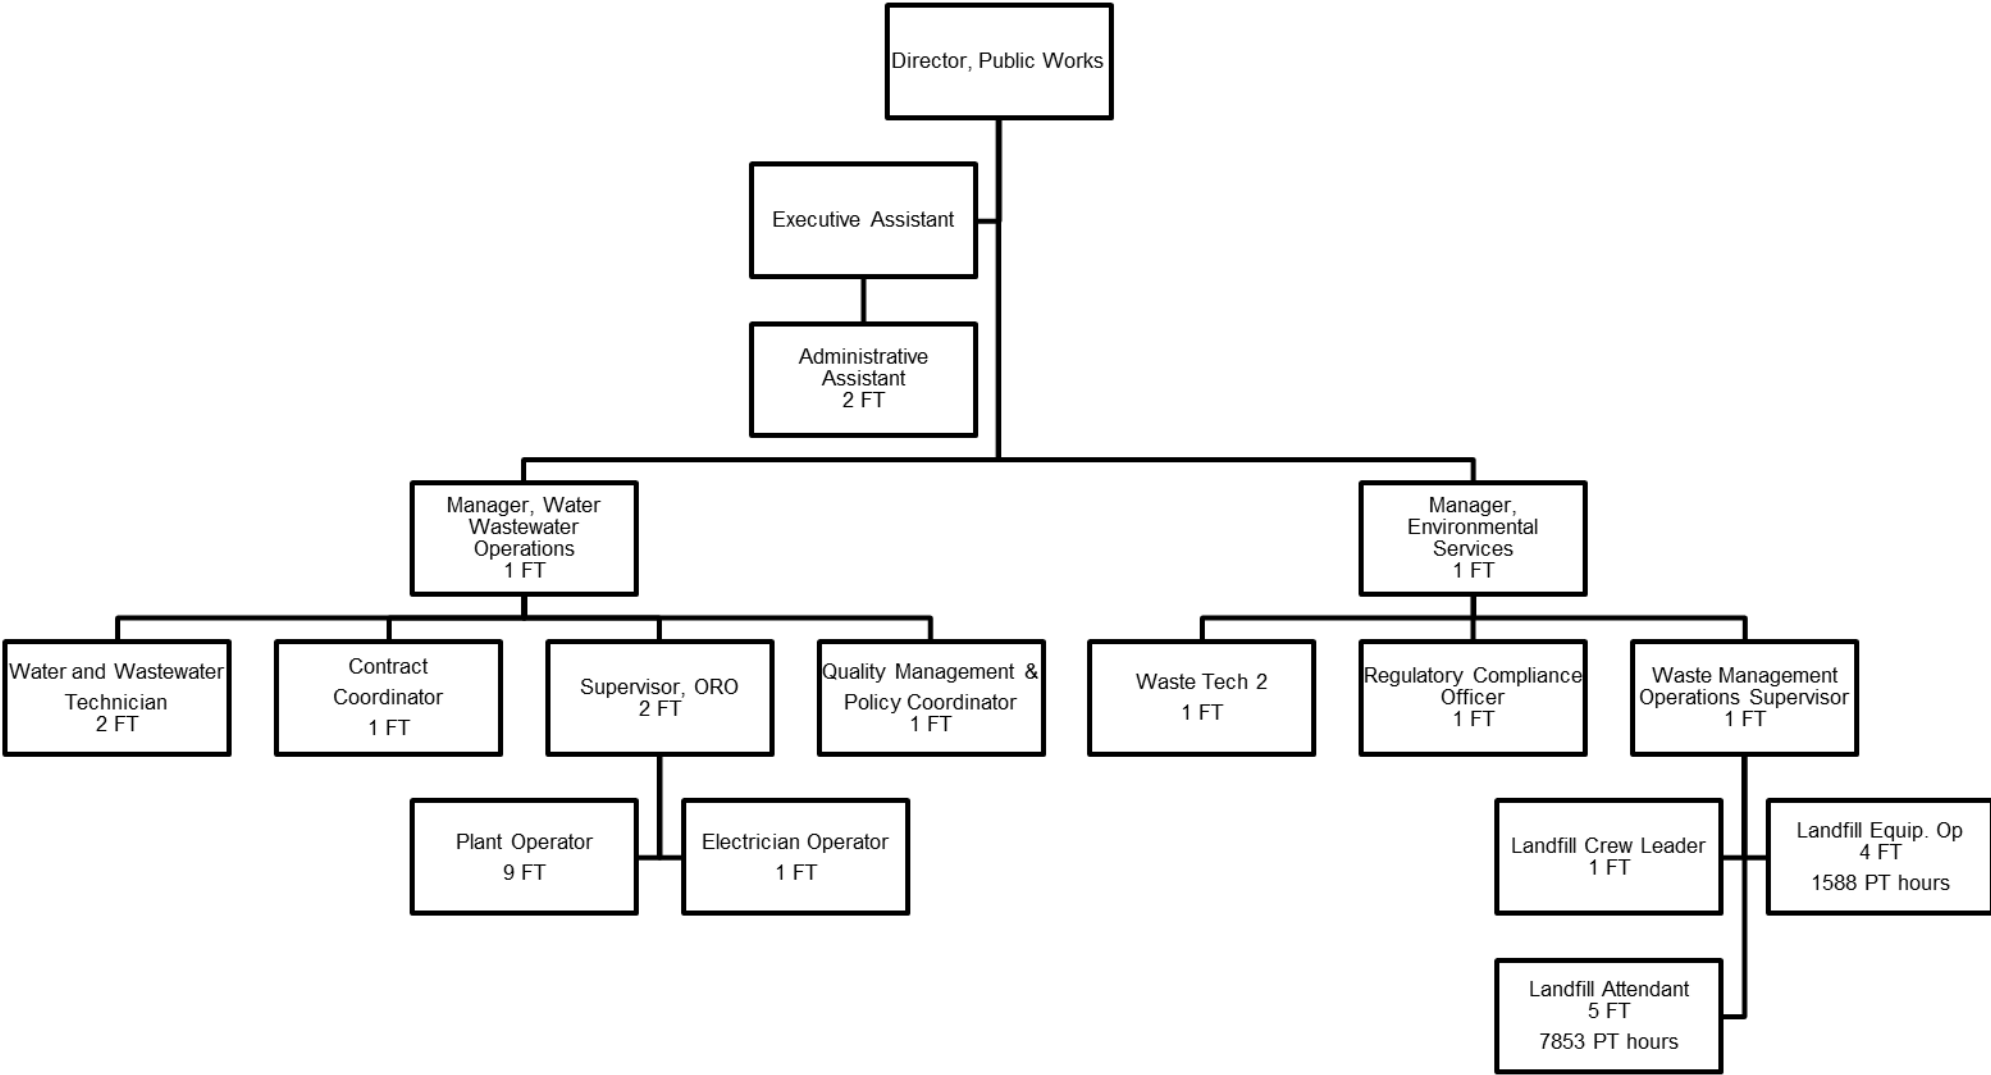 Director, Public Works
Executive Assistant
Administrative
Assistant
2 FT
Manager, Water
Wastewater
Operations
1 FT
Manager,
Environmental
Services
1 FT
Water and Wastewater
Technician
2 FT
Contract
Coordinator
1 FT
Supervisor, ORO
2 FT
Quality Management &
Policy Coordinator
1 FT
Waste Tech 2
1 FT
Regulatory Compliance
Officer
1 FT
Waste Management
Operations Supervisor
1 FT
Plant Operator
9 FT
Electrician Operator
1 FT
Landfill Crew Leader
1 FT
Landfill Equip. Op
4 FT
1588 PT hours
Landfill Attendant
5 FT
7853 PT hours